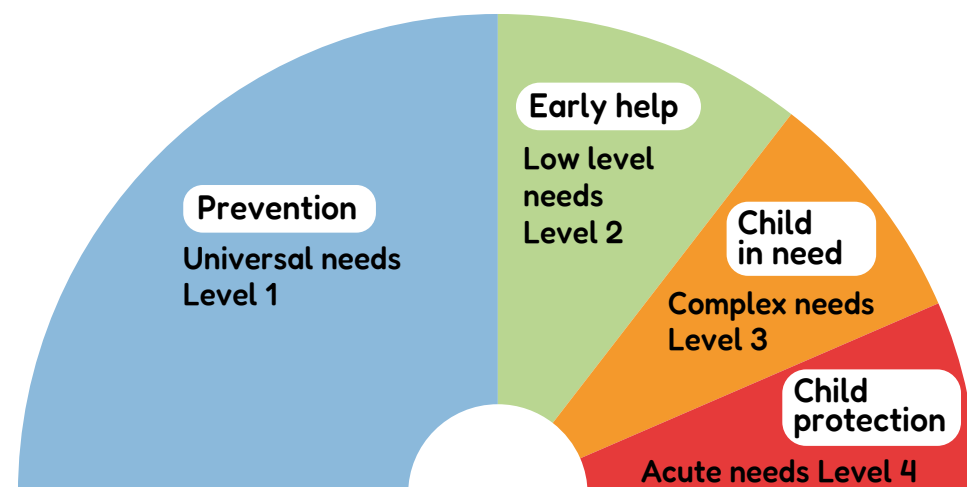 Prevention
Universal needs
Level 1
Early help
Low level
needs
Level 2
Child
in need
Complex needs
Level 3
Child
protection
Acute needs Level 4